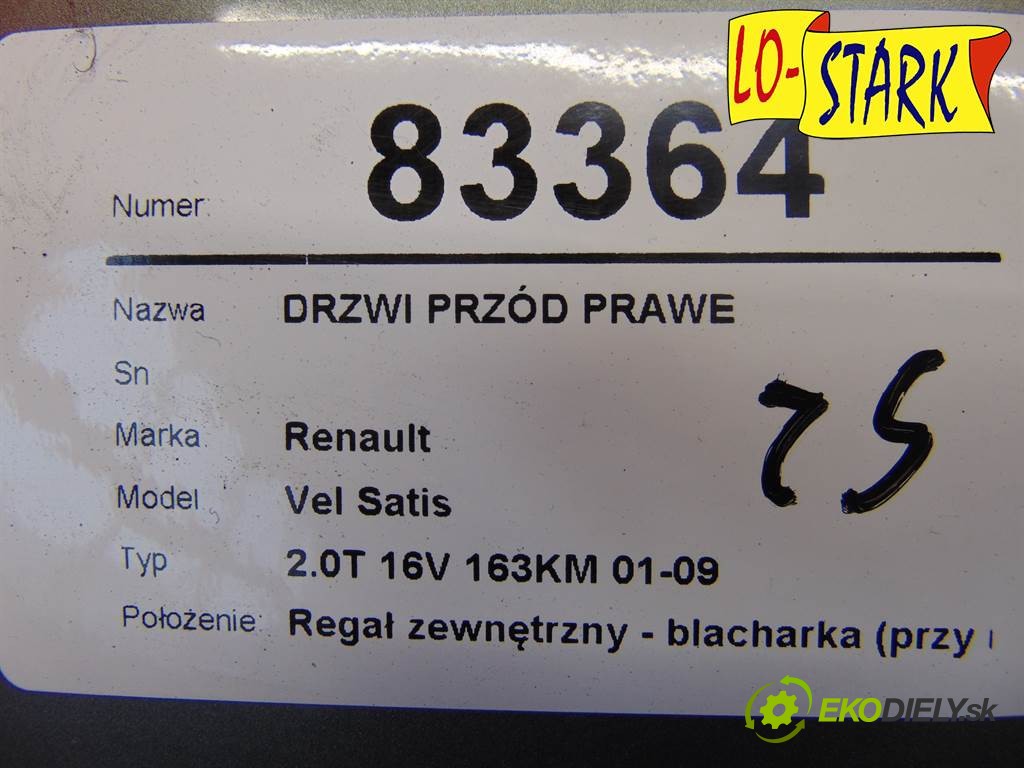 LO-STARK
Numer: 83364
Nazwa DRZWI PRZÓD PRAWE
Sn
Marka: Renault
Model Vel Satis
Typ 2.0T 16V 163KM 01-09
Położenie: Regał zewnętrzny - blacharka (przy
EKODIELY.sk